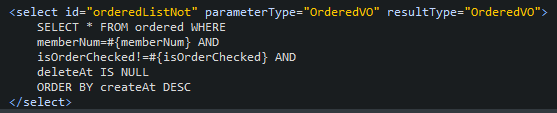 <select id="orderedListNot" parameterType="OrderedVO" resultType="OrderedVO">
SELECT * FROM ordered WHERE
memberNum=#{memberNum} AND
isOrderChecked!=#{isOrderChecked} AND
deleteAt IS NULL
ORDER BY createAt DESC
</select>